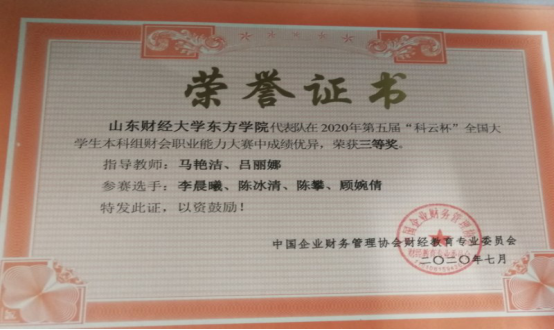 荣誉证书
山东财经大学东方学院代表队在2020年第五届“科云杯”全国大
学生本科组财会职业能力大赛中成绩优异，荣获三等奖。
指导教师：马艳洁、吕丽娜
参赛选手：李晨曦、陈冰清、陈攀、顾婉倩
特发此证，以资鼓励！
中国企业财务管理协会财经教育专业委员会
二〇二〇年七月